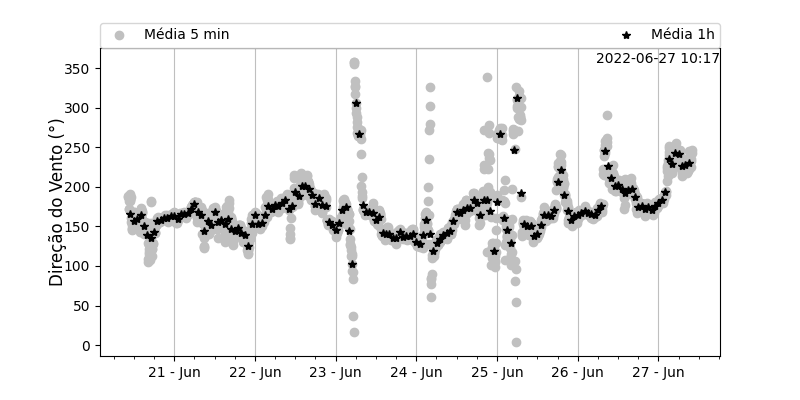 Média 5 min
Média 1h
2022-06-27 10:17
Direção do Vento (°)
350
300
250
200
150
100
50
0
21 - Jun
22 - Jun
23 - Jun
24 - Jun
25 - Jun
26 - Jun
27 - Jun